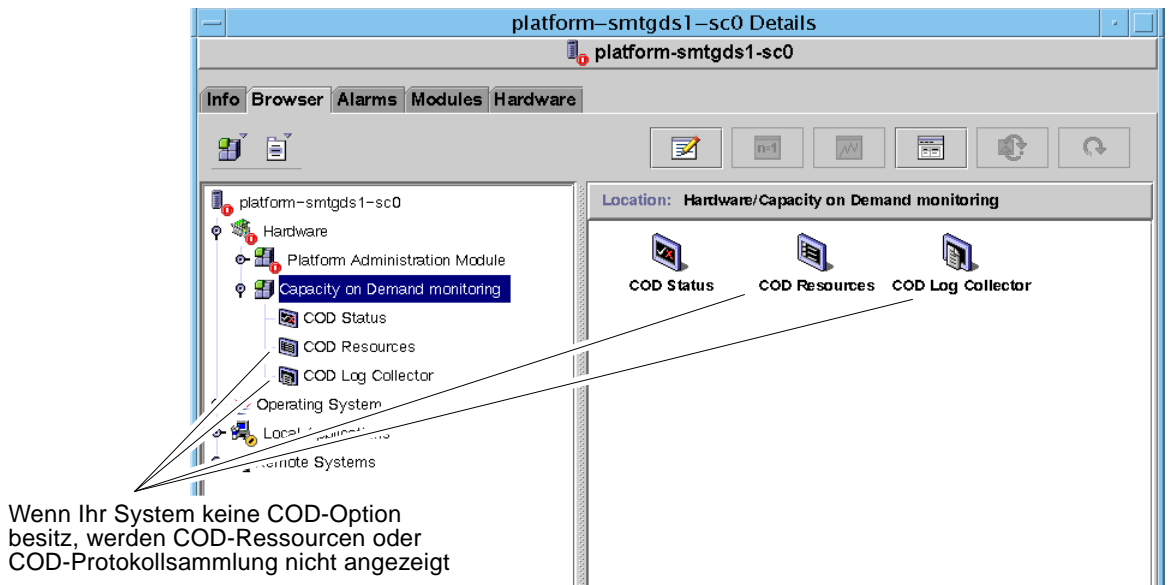 platform-smtgds1-sc0 Details
platform-smtgds1-sc0
Info Browser Alarms Modules Hardware
n=1
platform-smtgds1-sc0
Hardware
Platform Administration Module
Capacity on Demand monitoring
COD Status
COD Resources
COD Log Collector
Operating System
Local
Systems
Location: Hardware/Capacity on Demand monitoring
COD Status COD Resources COD Log Collector
Wenn Ihr System keine COD-Option
besitz, werden COD-Ressourcen oder
COD-Protokollsammlung nicht angezeigt